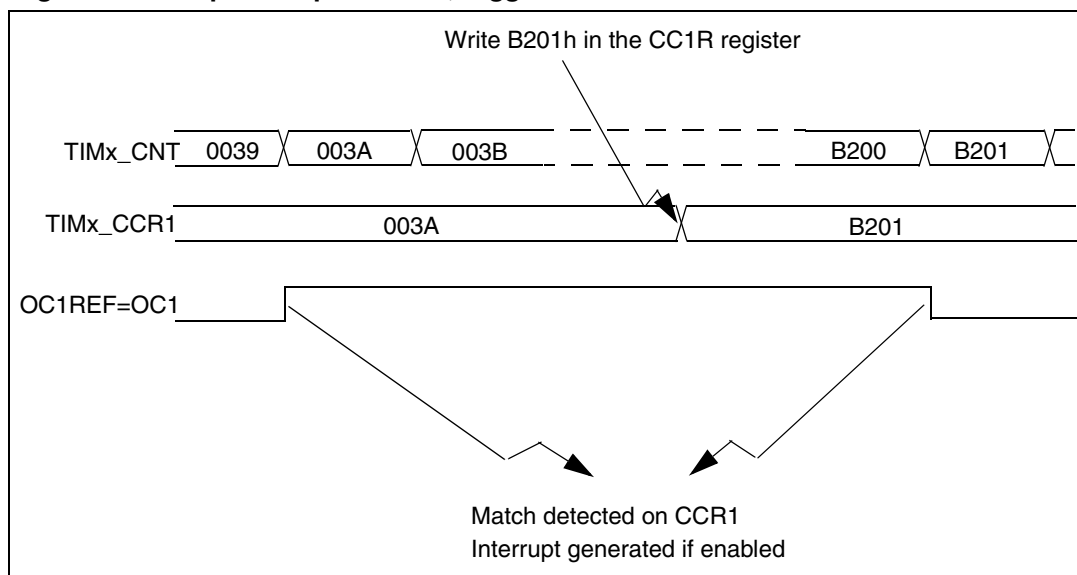 Write B201h in the CC1R register
TIMx_CNT 0039 003A 003B B200 B201
TIMx_CCR1 003A B201
OC1REF=OC1
Match detected on CCR1
Interrupt generated if enabled